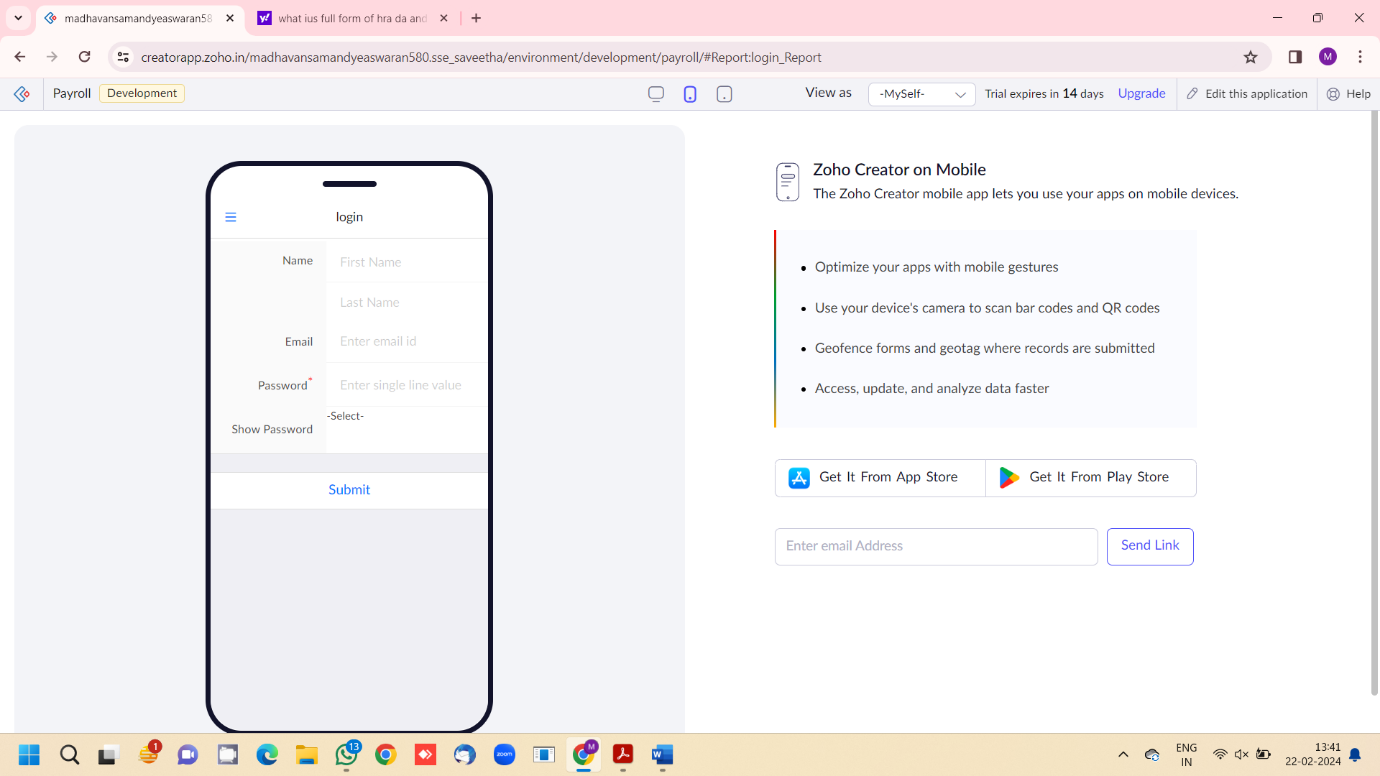 madhavansamandyeaswaran58
what ius full form of hra da and
creatorapp.zoho.in/madhavansamandyeaswaran580.sse_saveetha/environment/development/payroll/#Report:login_Report
M
Payroll
Development
View as
-MySelf-
Trial expires in 14 days
Upgrade
Edit this application
Help
login
Name
First Name
Last Name
Email
Enter email id
Password*
Enter single line value
Show Password
-Select-
Submit
Zoho Creator on Mobile
The Zoho Creator mobile app lets you use your apps on mobile devices.
• Optimize your apps with mobile gestures
• Use your device's camera to scan bar codes and QR codes
• Geofence forms and geotag where records are submitted
• Access, update, and analyze data faster
Get It From App Store
Get It From Play Store
Enter email Address
Send Link
1
13
zoom
M
W
ENG
IN
13:41
22-02-2024